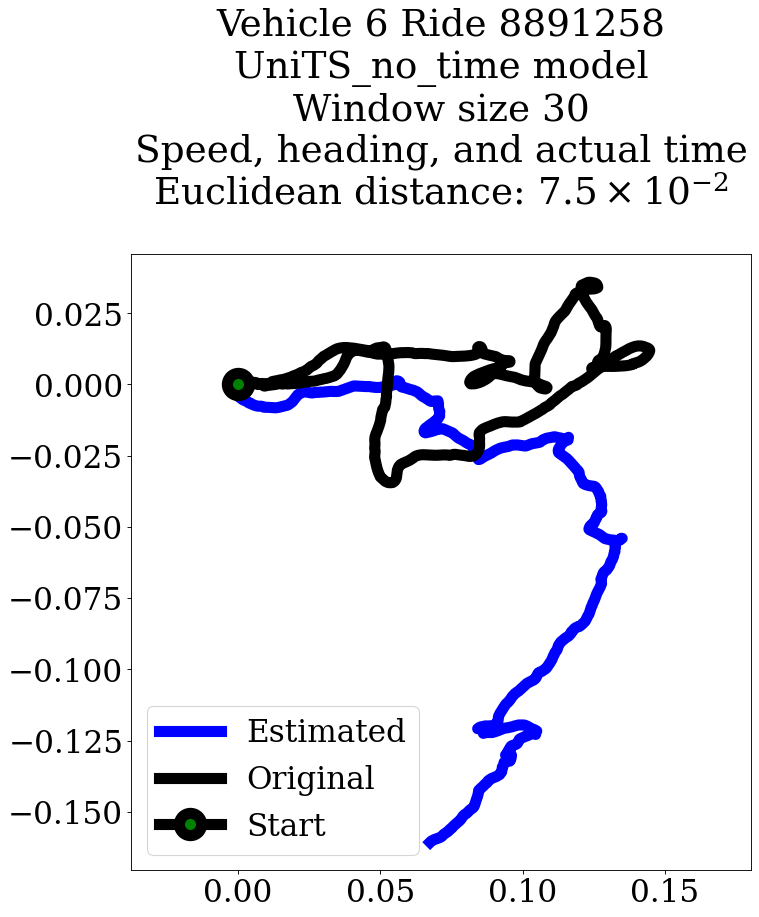 Vehicle 6 Ride 8891258
UniTS_no_time model
Window size 30
Speed, heading, and actual time
Euclidean distance: $7.5 \times 10^{-2}$
0.025
0.000
−0.025
−0.050
−0.075
−0.100
−0.125
−0.150
Estimated
Original
Start
0.00 0.05 0.10 0.15